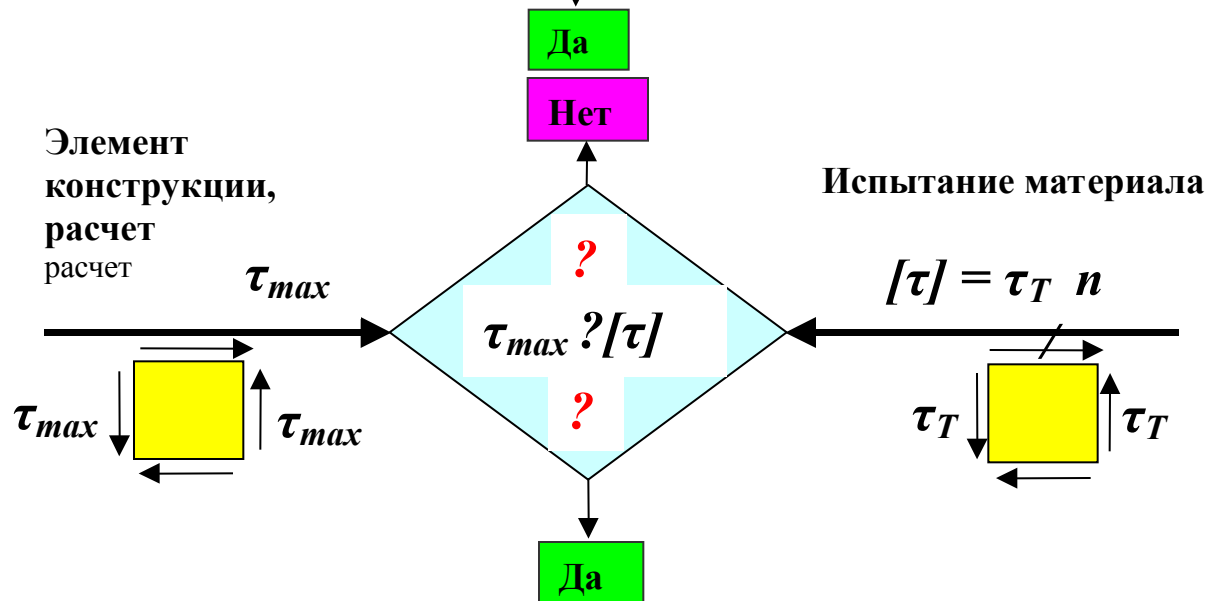 Да
Нет
Элемент
конструкции,
расчет
расчет
Испытание материала
τmax
[τ] = τT n
?
τmax ?[τ]
?
τmax
τmax
τT
τT
/
Да